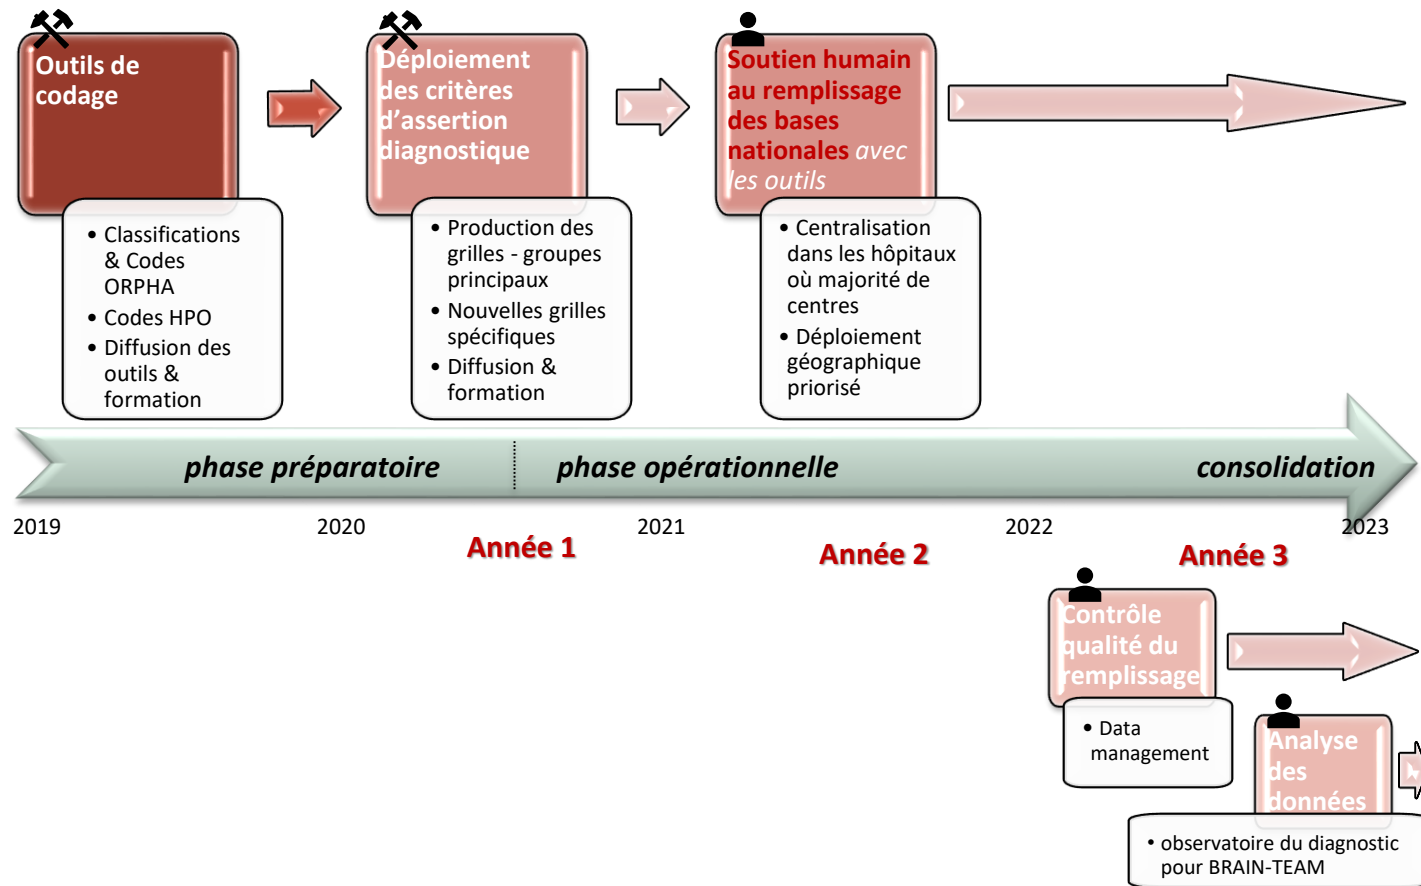 Outils de
codage
• Classifications
& Codes
ORPHA
• Codes HPO
• Diffusion des
outils &
formation
Déploiement
des critères
d’assertion
diagnostique
• Production des
grilles - groupes
principaux
• Nouvelles grilles
spécifiques
• Diffusion &
formation
Soutien humain
au remplissage
des bases
nationales avec
les outils
• Centralisation
dans les hôpitaux
où majorité de
centres
• Déploiement
géographique
priorisé
phase préparatoire
phase opérationnelle
consolidation
2019
2020
2021
2022
2023
Année 1
Année 2
Année 3
Contrôle
qualité du
remplissage
• Data
management
Analyse
des
données
• observatoire du diagnostic
pour BRAIN-TEAM